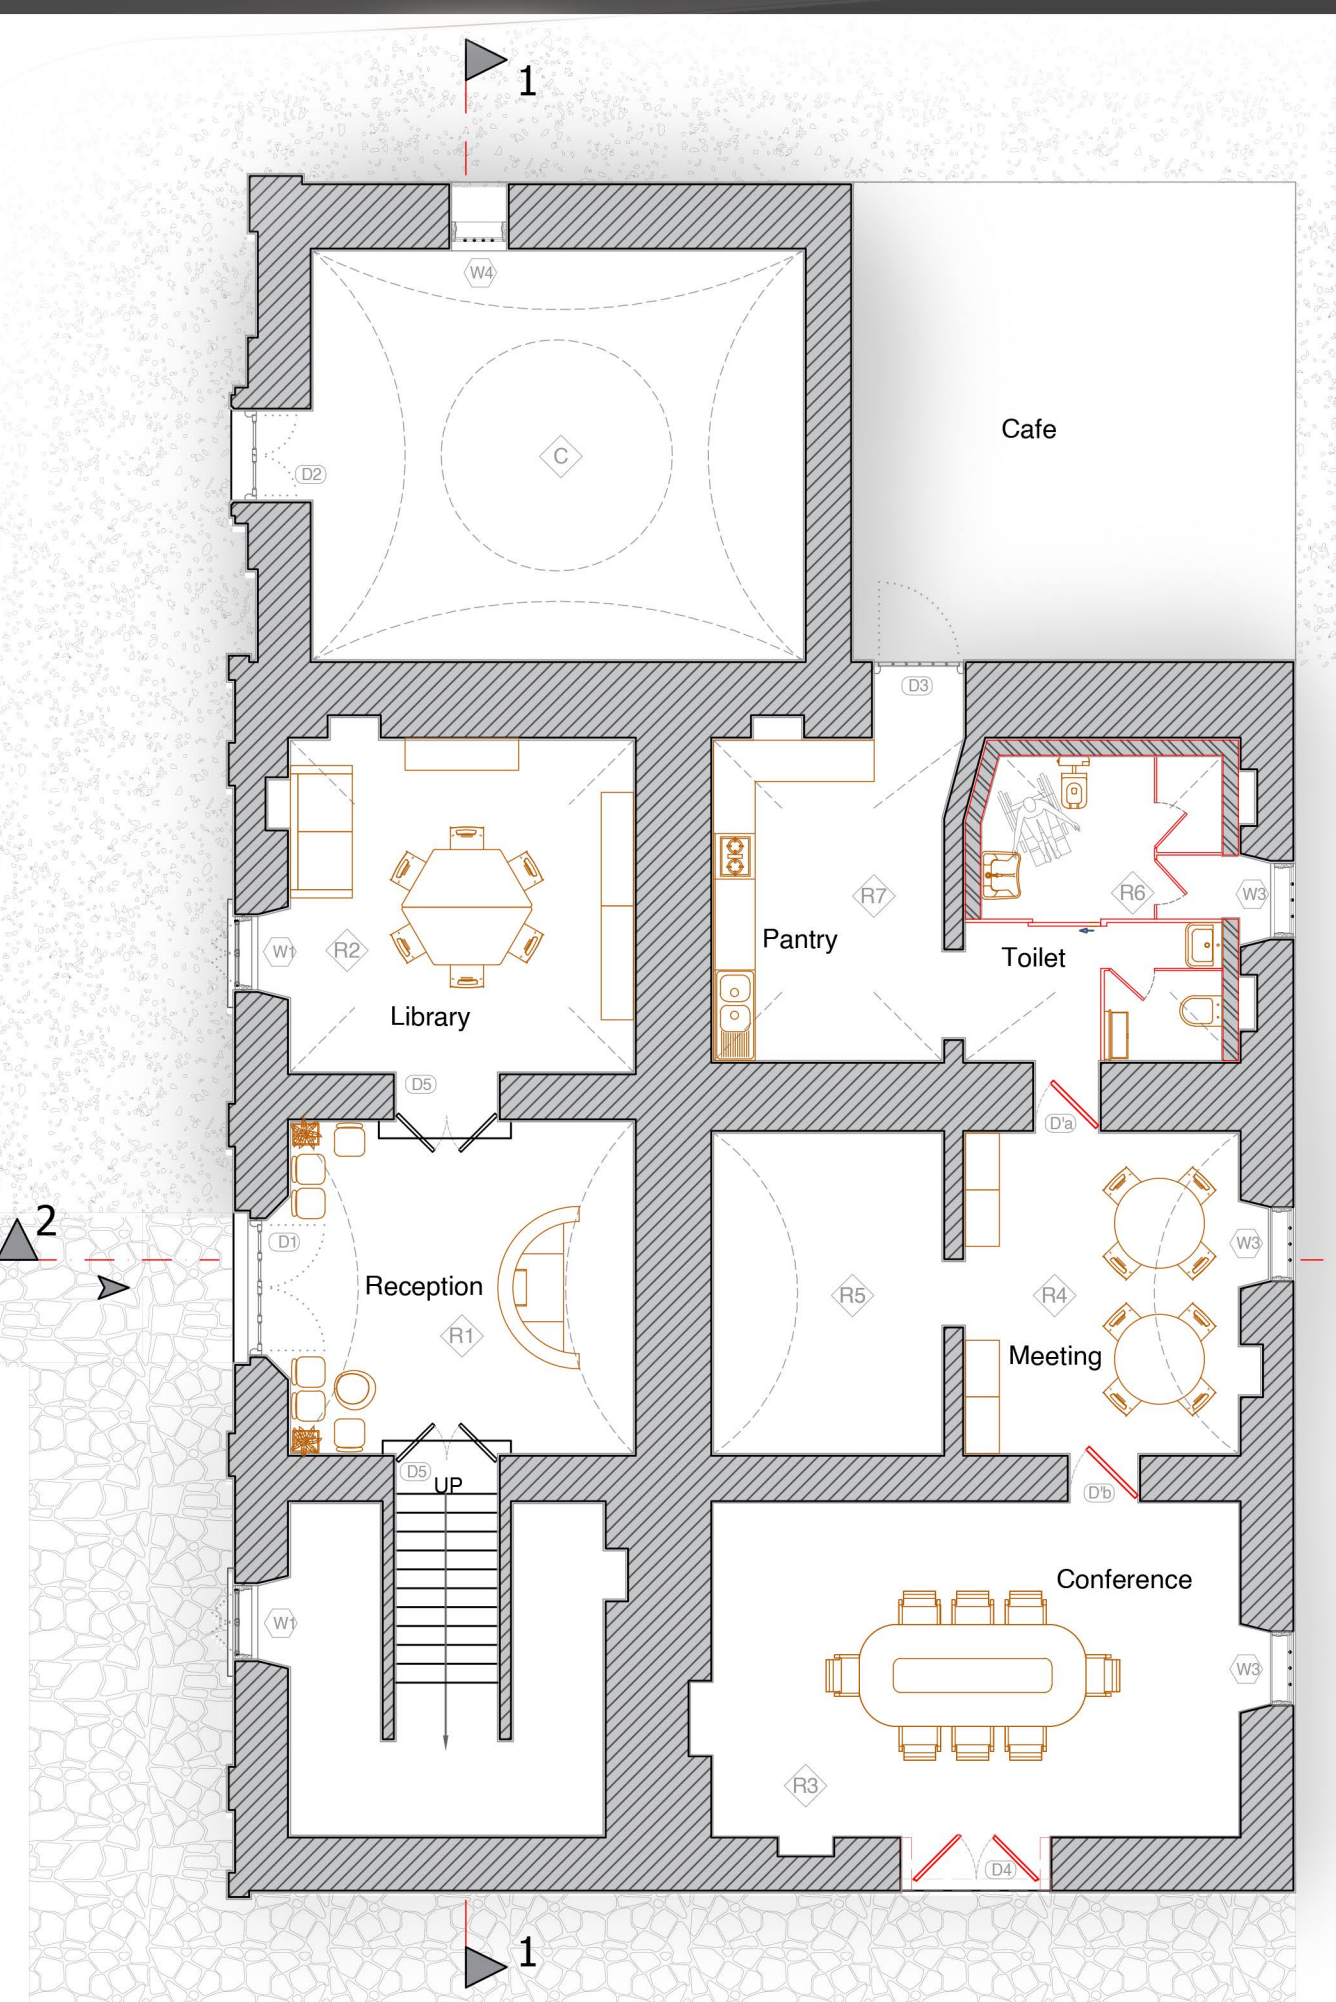 1
W4
Cafe
D2
C
D3
R7
R6
W3
Pantry
W1
R2
Toilet
Library
D5
D'a
2
D1
W3
Reception
R5
R4
R1
Meeting
D5
UP
D'b
Conference
W1
W3
R3
D4
1